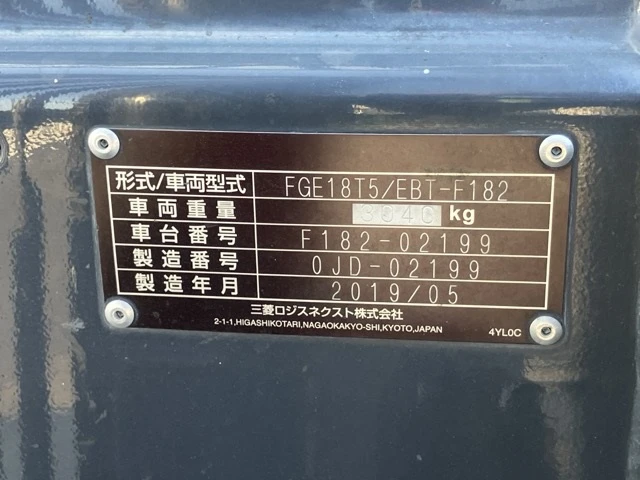 形式/車両型式 FGE18T5/EBT-F182
車両重量 3040 kg
車台番号 F182-02199
製造番号 0JD-02199
製造年月 2019/05
三菱ロジスネクスト株式会社
2-1-1,HIGASHIKOTARI,NAGAOKAKYO-SHI,KYOTO,JAPAN 4YL0C